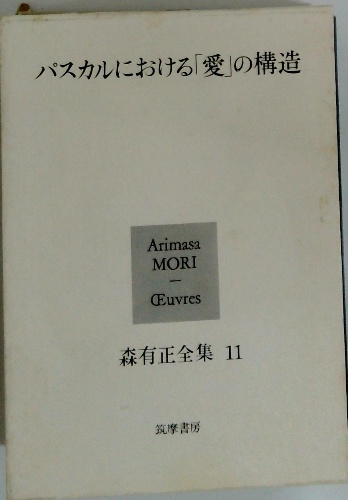 パスカルにおける「愛」の構造
Arimasa
MORI
—
Œuvres
森有正全集 11
筑摩書房